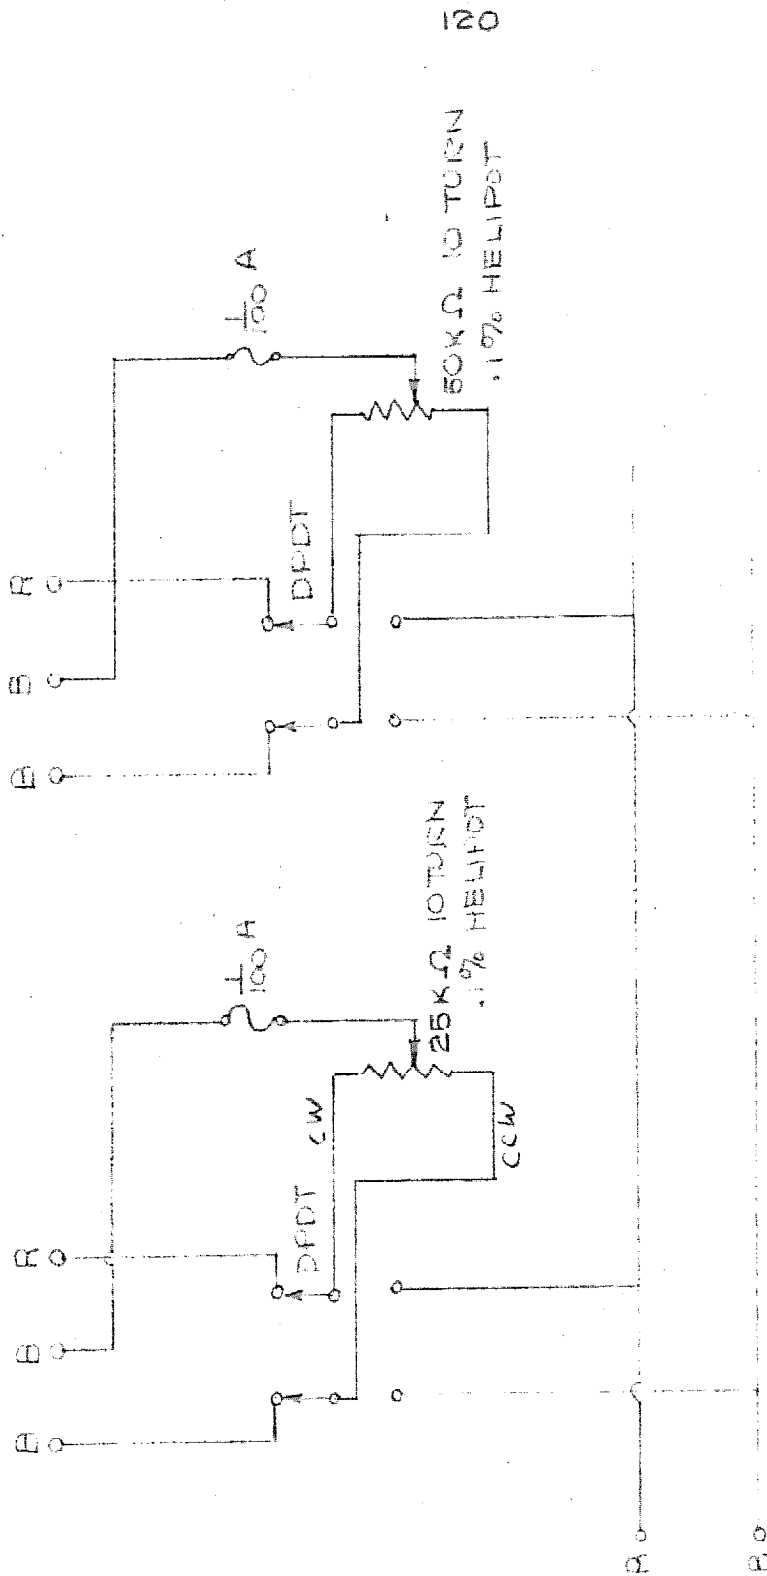 120
R
B
B
1/100 A
DPDT
50K Ω 10 TURN
.1% HELIPOT
R
B
B
1/100 A
DPDT
CW
CCW
25K Ω 10 TURN
.1% HELIPOT
R
B